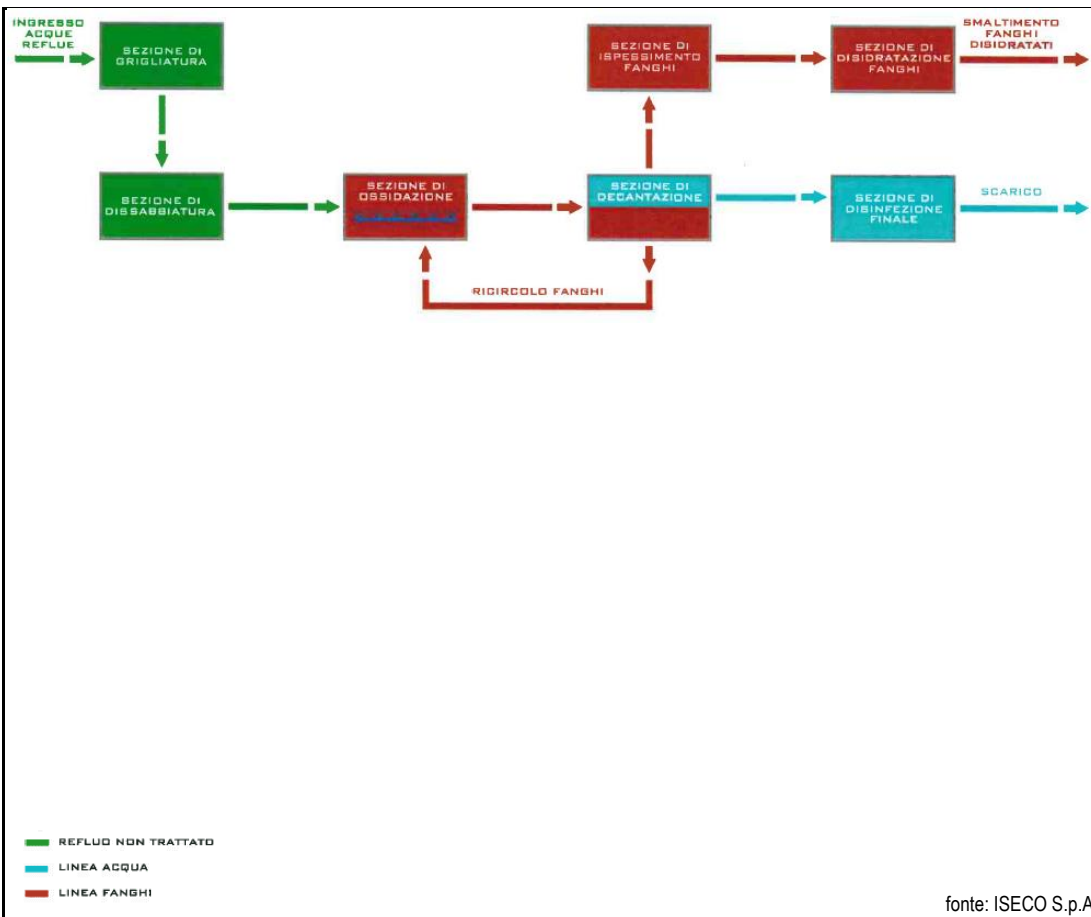 INGRESSO
ACQUE
REFLUE
SEZIONE DI
GRIGLIATURA
SEZIONE DI
ISPESSIMENTO
FANGHI
SEZIONE DI
DISIDRATAZIONE
FANGHI
SMALTIMENTO
FANGHI
DISIDRATATI
SEZIONE DI
DISSABBIATURA
SEZIONE DI
OSSIDAZIONE
SEZIONE DI
DECANTAZIONE
SEZIONE DI
DISINFEZIONE
FINALE
SCARICO
RICIRCOLO FANGHI
REFLUO NON TRATTATO
LINEA ACQUA
LINEA FANGHI
fonte: ISECO S.p.A